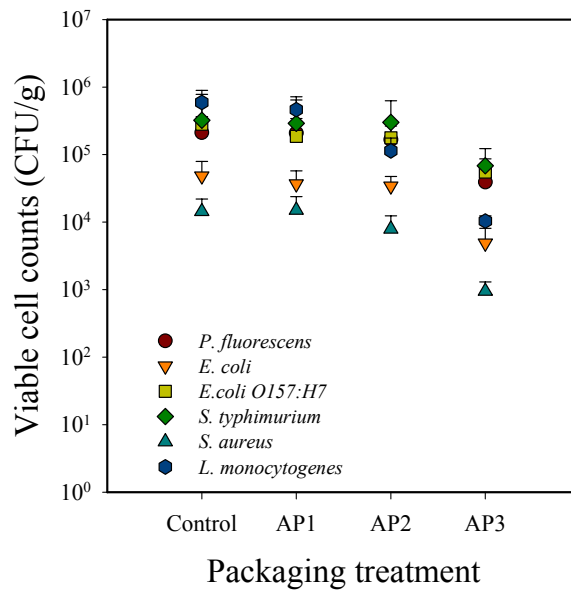 Viable cell counts (CFU/g)
10⁷
10⁶
10⁵
10⁴
10³
10²
10¹
10⁰
P. fluorescens
E. coli
E.coli O157:H7
S. typhimurium
S. aureus
L. monocytogenes
Control AP1 AP2 AP3
Packaging treatment